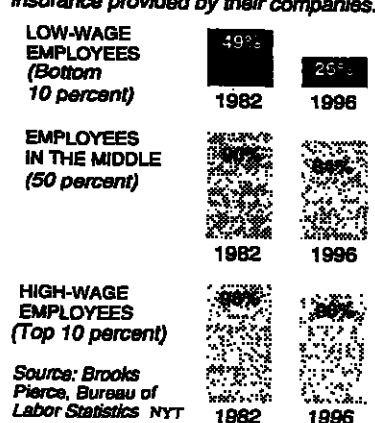 insurance provided by their companies.
LOW-WAGE
EMPLOYEES
(Bottom
10 percent)
49%
26%
1982 1996
EMPLOYEES
IN THE MIDDLE
(50 percent)
1982 1996
HIGH-WAGE
EMPLOYEES
(Top 10 percent)
Source: Brooks
Pierce, Bureau of
Labor Statistics NYT
1982 1996